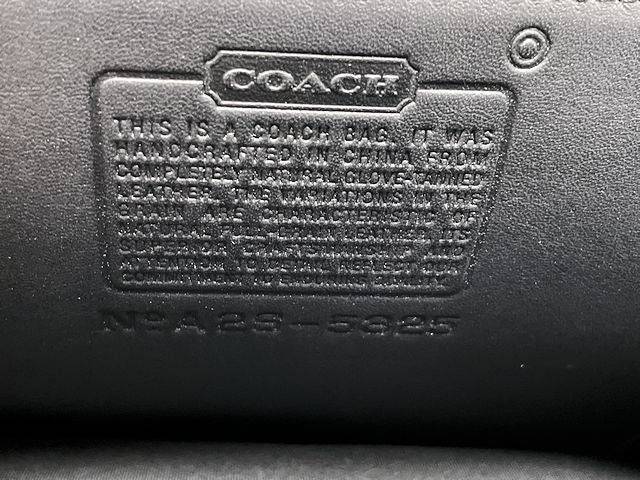 COACH
THIS IS A COACH BAG. IT WAS
HANDCRAFTED IN CHINA FROM
COMPLETELY NATURAL GLOVE TANNED
LEATHER. THE VARIATIONS IN THE
GRAIN ARE CHARACTERISTIC OF
NATURAL FULL GRAIN LEATHER. ITS
SUPERIOR CRAFTSMANSHIP AND
ATTENTION TO DETAIL REFLECT OUR
COMMITMENT TO ENDURING QUALITY.
Nº A2S-5325